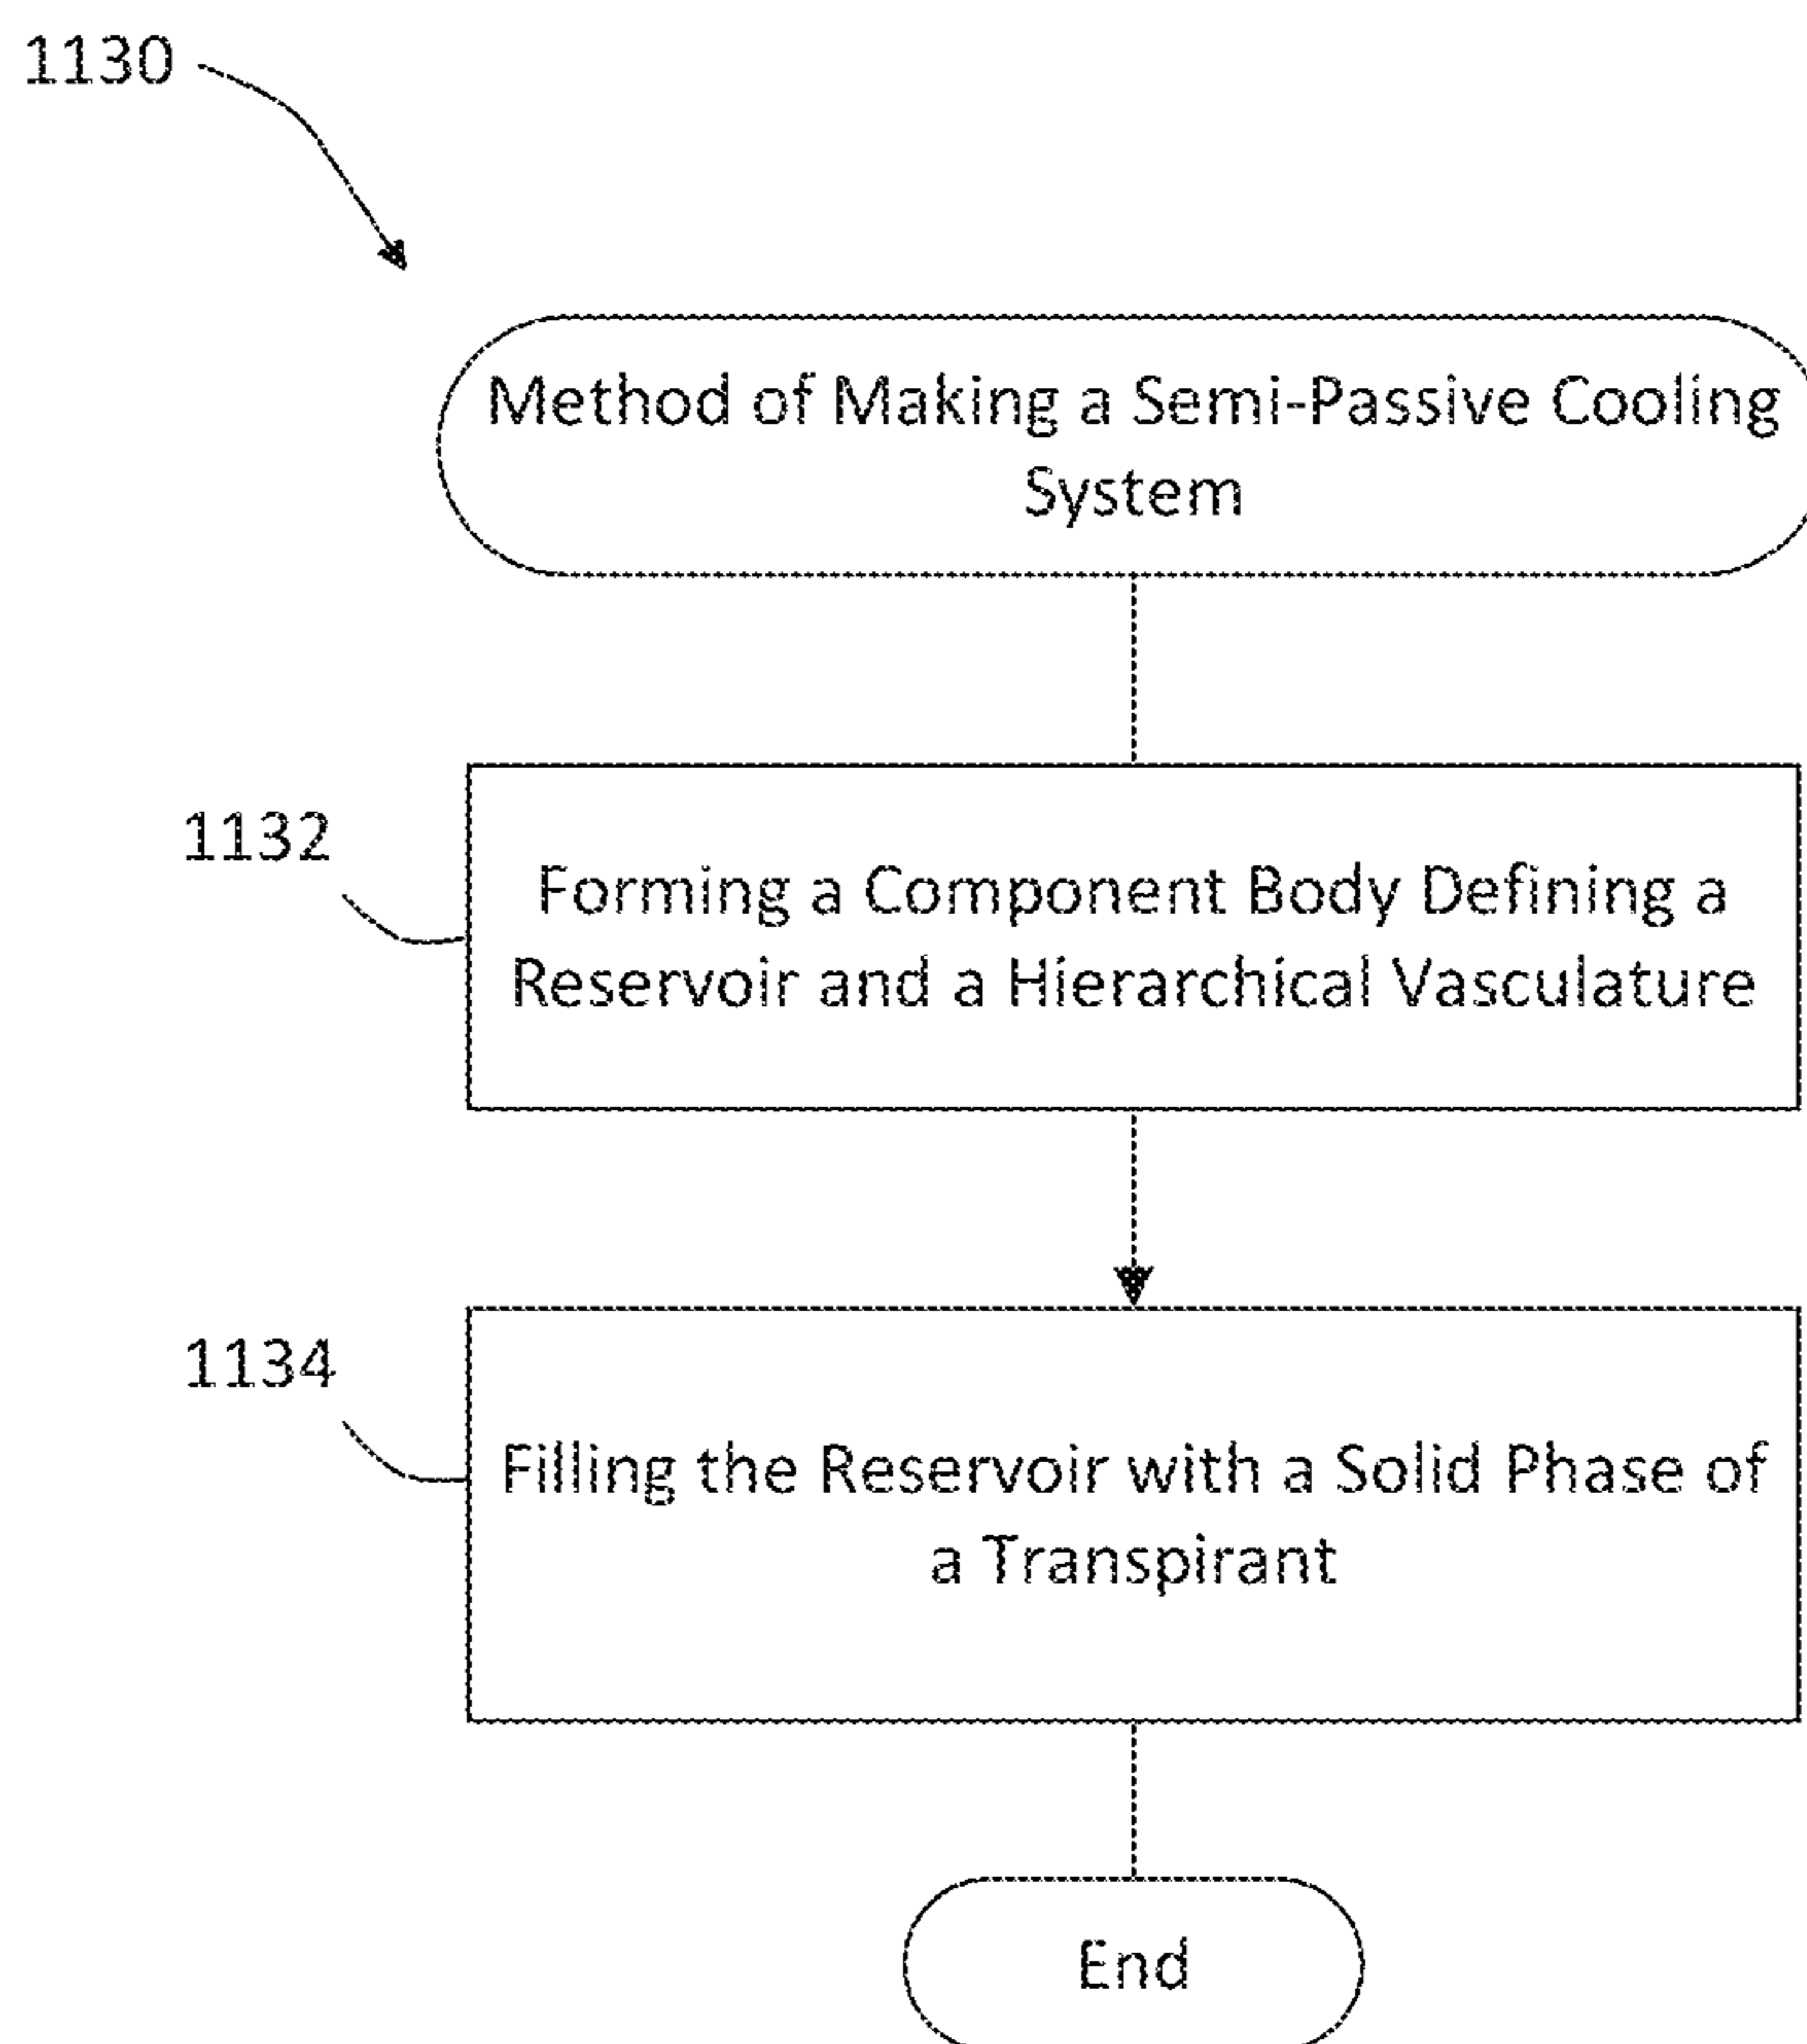 1130
Method of Making a Semi-Passive Cooling
System
1132
Forming a Component Body Defining a
Reservoir and a Hierarchical Vasculature
1134
Filling the Reservoir with a Solid Phase of
a Transpirant
End